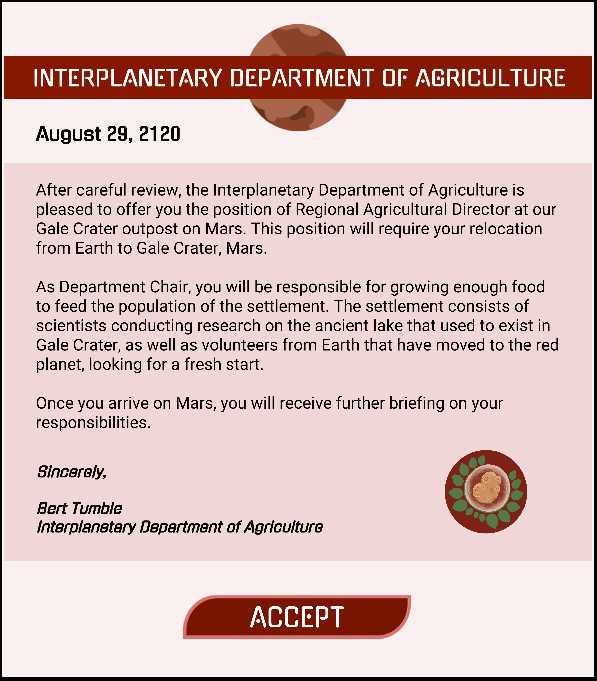 INTERPLANETARY DEPARTMENT OF AGRICULTURE
August 29, 2120
After careful review, the Interplanetary Department of Agriculture is
pleased to offer you the position of Regional Agricultural Director at our
Gale Crater outpost on Mars. This position will require your relocation
from Earth to Gale Crater, Mars.
As Department Chair, you will be responsible for growing enough food
to feed the population of the settlement. The settlement consists of
scientists conducting research on the ancient lake that used to exist in
Gale Crater, as well as volunteers from Earth that have moved to the red
planet, looking for a fresh start.
Once you arrive on Mars, you will receive further briefing on your
responsibilities.
Sincerely,
Bert Tumble
Interplanetary Department of Agriculture
ACCEPT